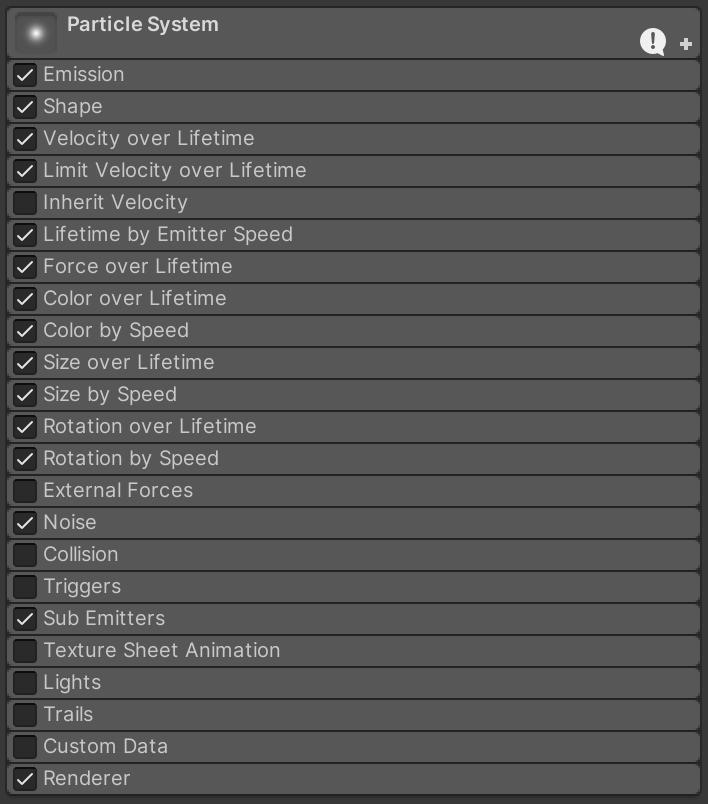 Particle System
Emission
Shape
Velocity over Lifetime
Limit Velocity over Lifetime
Inherit Velocity
Lifetime by Emitter Speed
Force over Lifetime
Color over Lifetime
Color by Speed
Size over Lifetime
Size by Speed
Rotation over Lifetime
Rotation by Speed
External Forces
Noise
Collision
Triggers
Sub Emitters
Texture Sheet Animation
Lights
Trails
Custom Data
Renderer